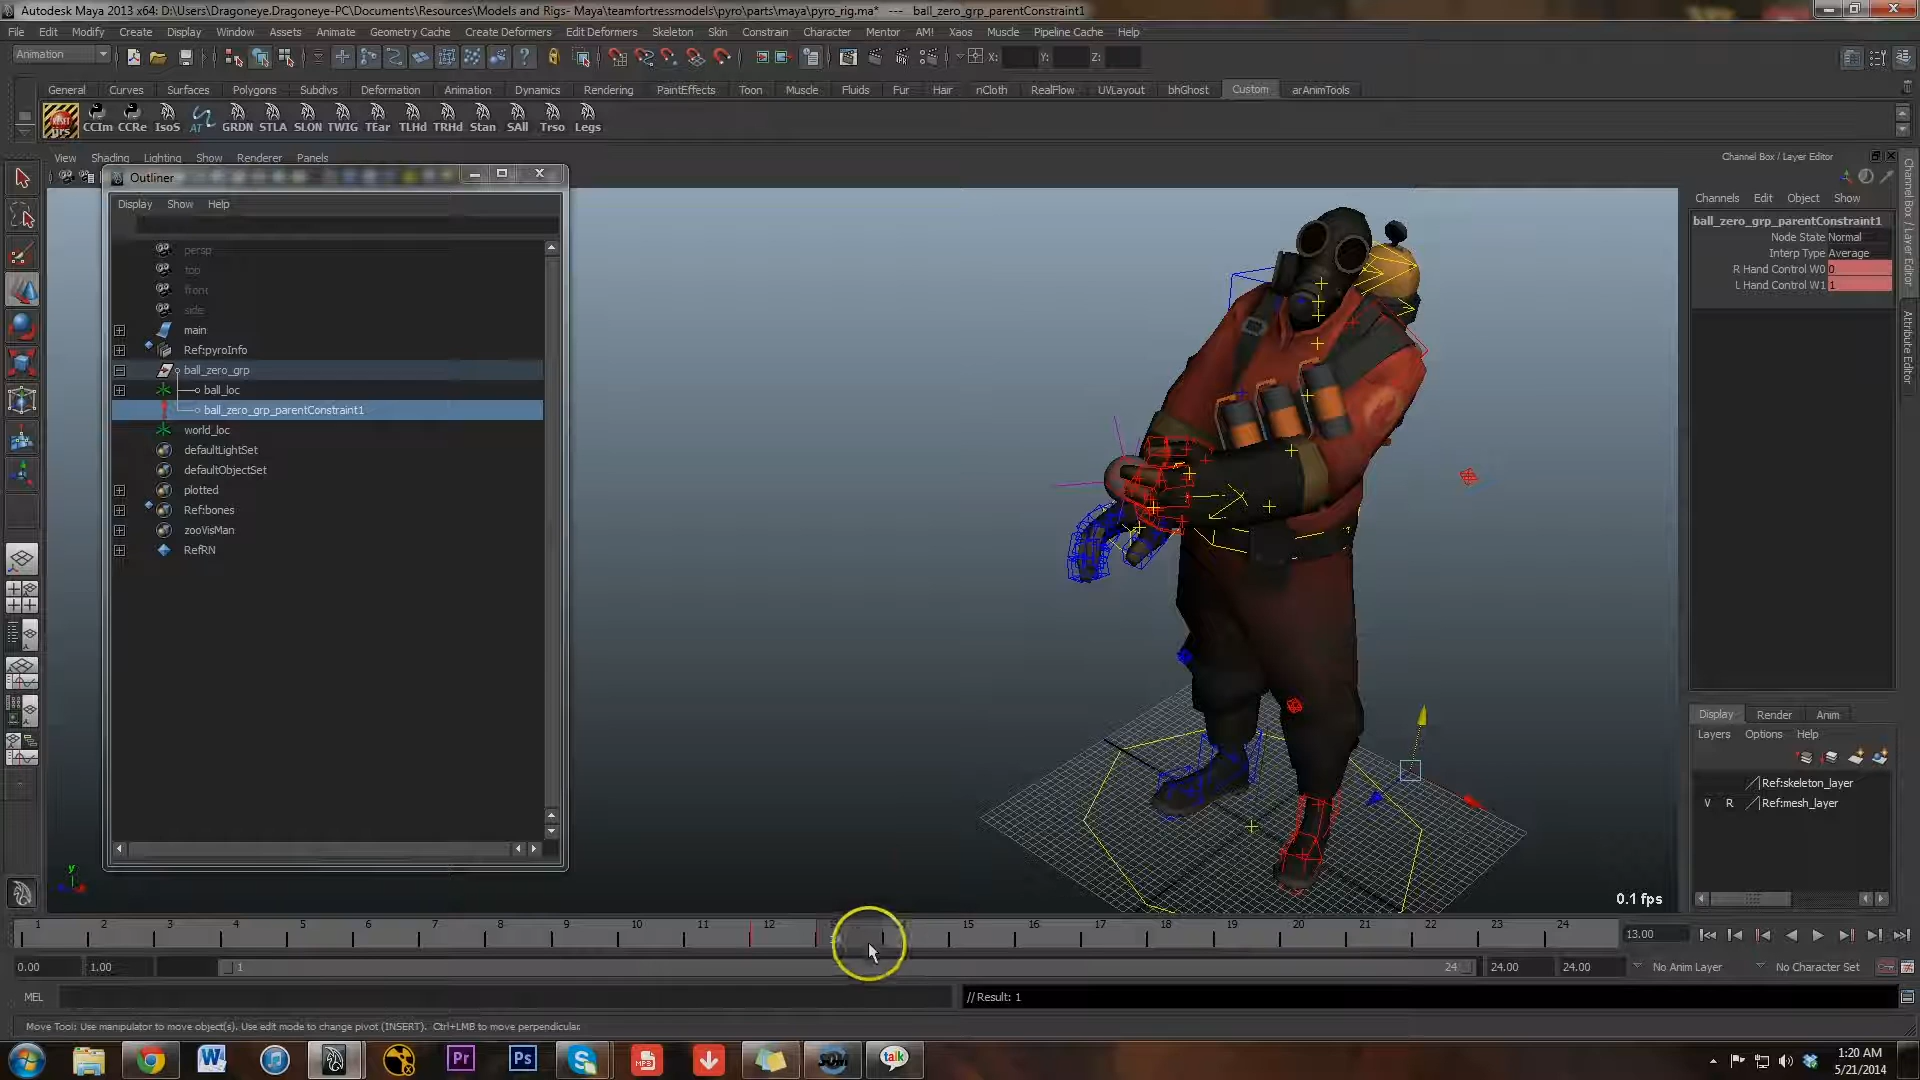 Autodesk Maya 2013 x64: D:\Users\Dragoneye.Dragoneye-PC\Documents\Resources\Models and Rigs- Maya\teamfortressmodels\pyro\parts\maya\pyro_rig.ma* --- ball_zero_grp_parentConstraint1
File Edit Modify Create Display Window Assets Animate Geometry Cache Create Deformers Edit Deformers Skeleton Skin Constrain Character Mentor AM! Xaos Muscle Pipeline Cache Help
Animation X: Y: Z:
General Curves Surfaces Polygons Subdivs Deformation Animation Dynamics Rendering PaintEffects Toon Muscle Fluids Fur Hair nCloth RealFlow UVLayout bhGhost Custom arAnimTools
CCIm CCRe IsoS AT GRDN STLA SLON TWIG TEar TLHd TRHd Stan SAll Trso Legs
View Shading Lighting Show Renderer Panels
Channel Box / Layer Editor
Outliner
Display Show Help
persp
top
front
side
main
Ref:pyroInfo
ball_zero_grp
ball_loc
ball_zero_grp_parentConstraint1
world_loc
defaultLightSet
defaultObjectSet
plotted
Ref:bones
zooVisMan
RefRN
Channels Edit Object Show
ball_zero_grp_parentConstraint1
Node State Normal
Interp Type Average
R Hand Control W0 0
L Hand Control W1 1
Channel Box / Layer Editor
Attribute Editor
Display Render Anim
Layers Options Help
Ref:skeleton_layer
V R Ref:mesh_layer
y
0.1 fps
1 2 3 4 5 6 7 8 9 10 11 12 15 16 17 18 19 20 21 22 23 24
13.00
0.00 1.00 1 24 24.00 24.00 No Anim Layer No Character Set
MEL // Result: 1
Move Tool: Use manipulator to move object(s). Use edit mode to change pivot (INSERT). Ctrl+LMB to move perpendicular.
W Pr Ps S MP3 talk
1:20 AM
5/21/2014